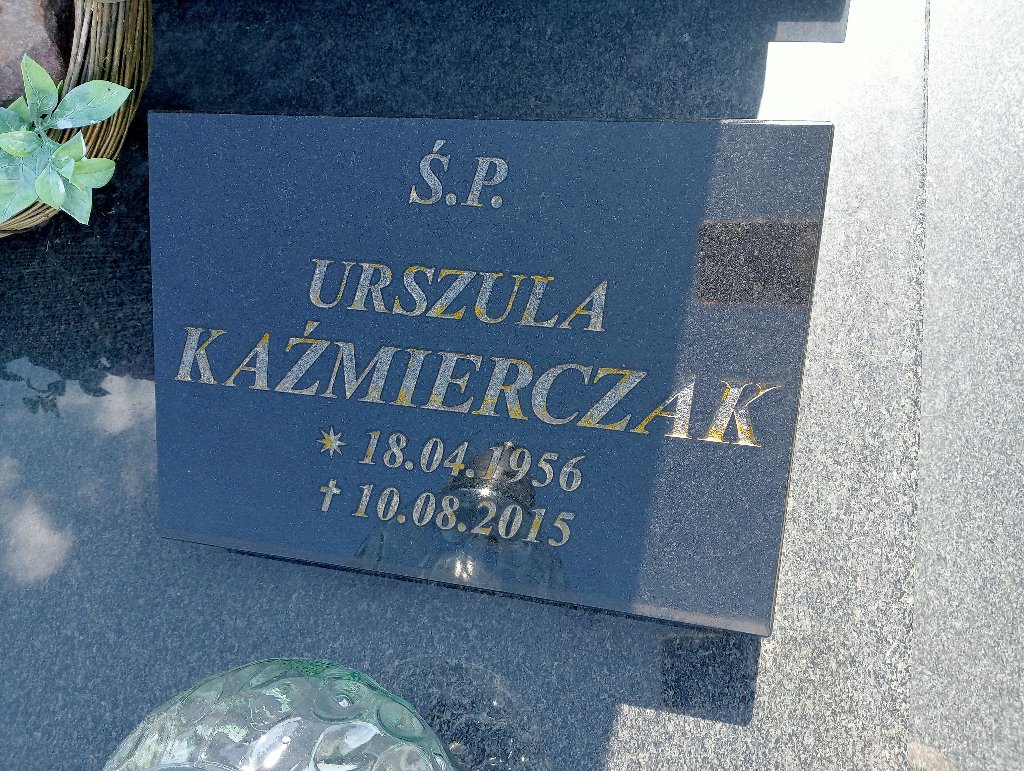 Ś.P.
URSZULA
KAŹMIERCZAK
* 18.04.1956
† 10.08.2015